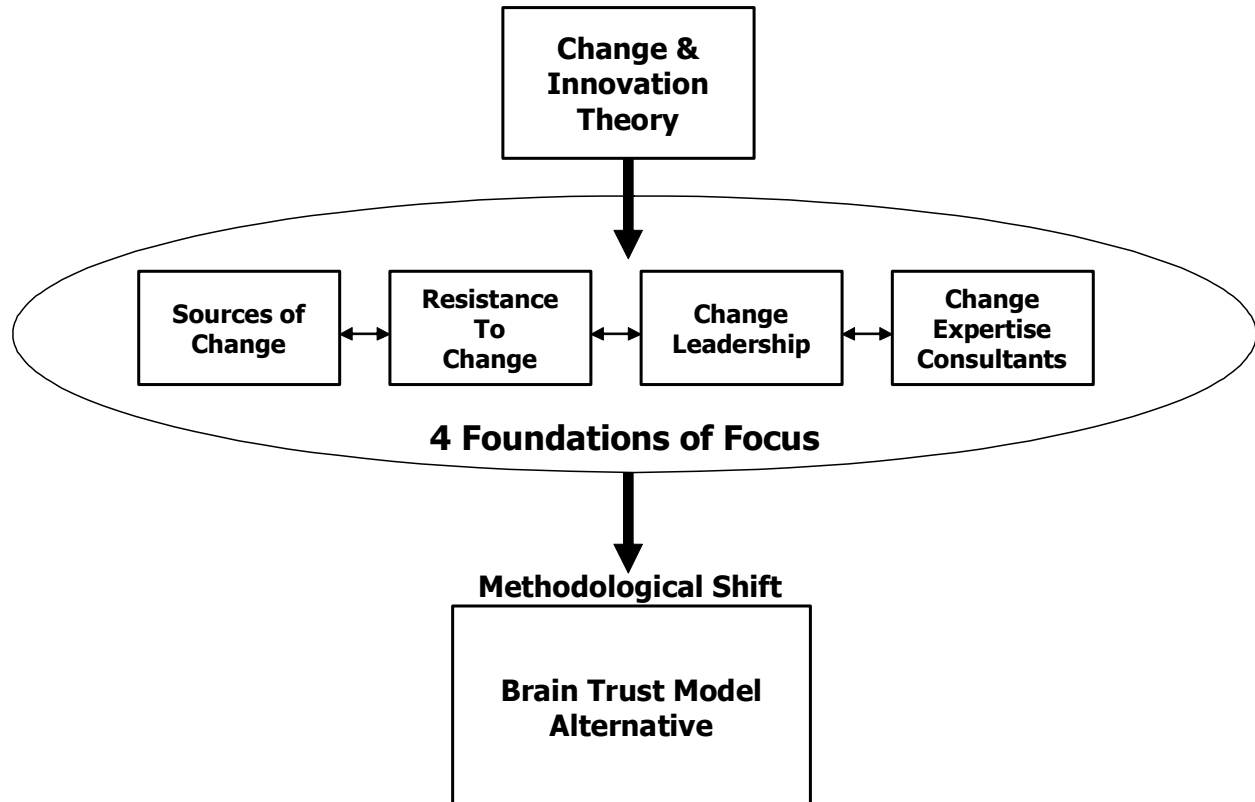 Change &
Innovation
Theory
Sources of
Change
Resistance
To
Change
Change
Leadership
Change
Expertise
Consultants
4 Foundations of Focus
Methodological Shift
Brain Trust Model
Alternative